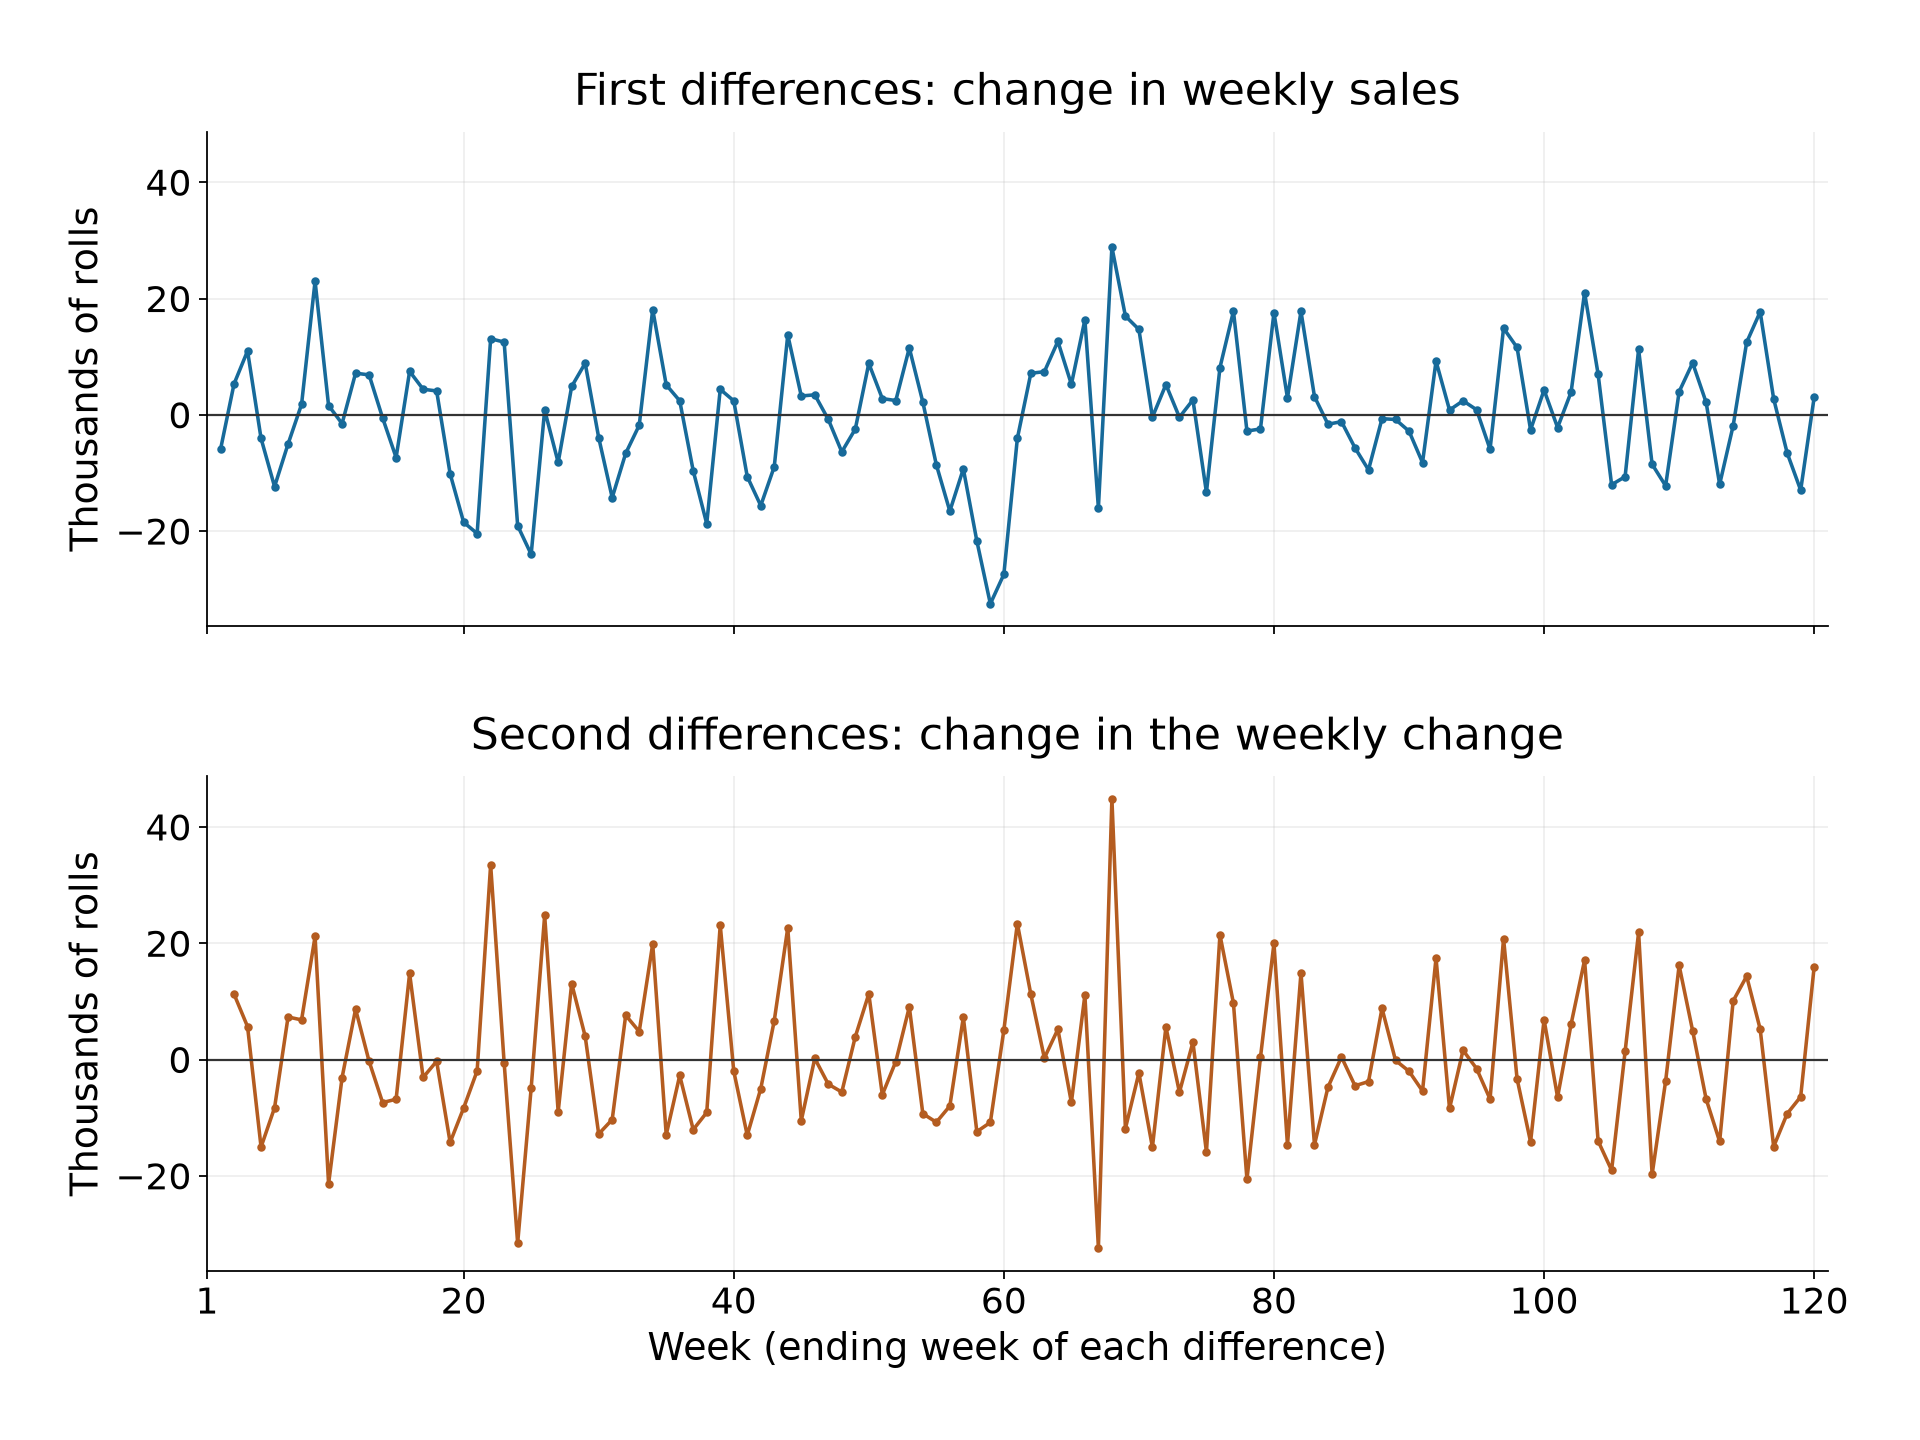 First differences: change in weekly sales
Thousands of rolls
40
20
0
−20
Second differences: change in the weekly change
Thousands of rolls
40
20
0
−20
1 20 40 60 80 100 120
Week (ending week of each difference)